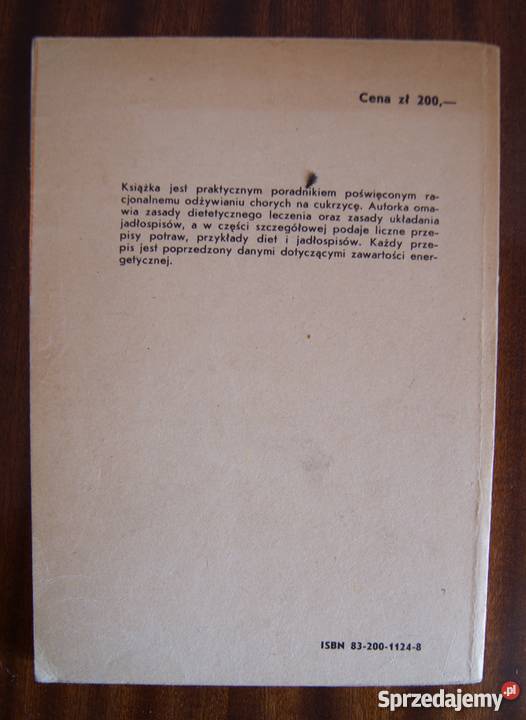 Cena zł 200,—
Książka jest praktycznym poradnikiem poświęconym ra-
cjonalnemu odżywianiu chorych na cukrzycę. Autorka oma-
wia zasady dietetycznego leczenia oraz zasady układania
jadłospisów, a w części szczegółowej podaje liczne prze-
pisy potraw, przykłady diet i jadłospisów. Każdy prze-
pis jest poprzedzony danymi dotyczącymi zawartości ener-
getycznej.
ISBN 83-200-1124-8
Sprzedajemy.pl